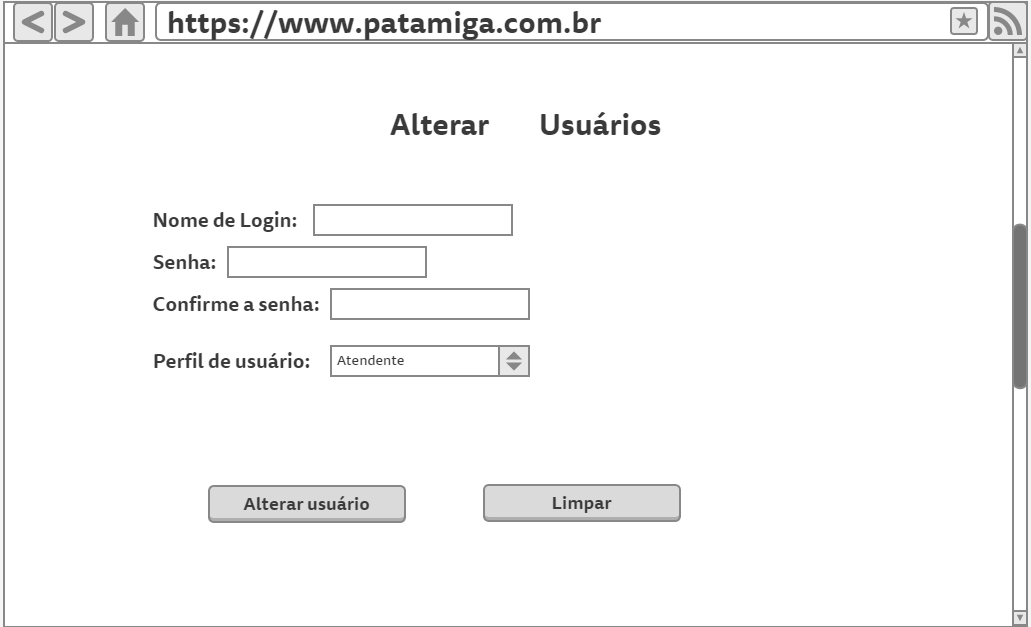 https://www.patamiga.com.br
Alterar Usuários
Nome de Login:
Senha:
Confirme a senha:
Perfil de usuário: Atendente
Alterar usuário Limpar